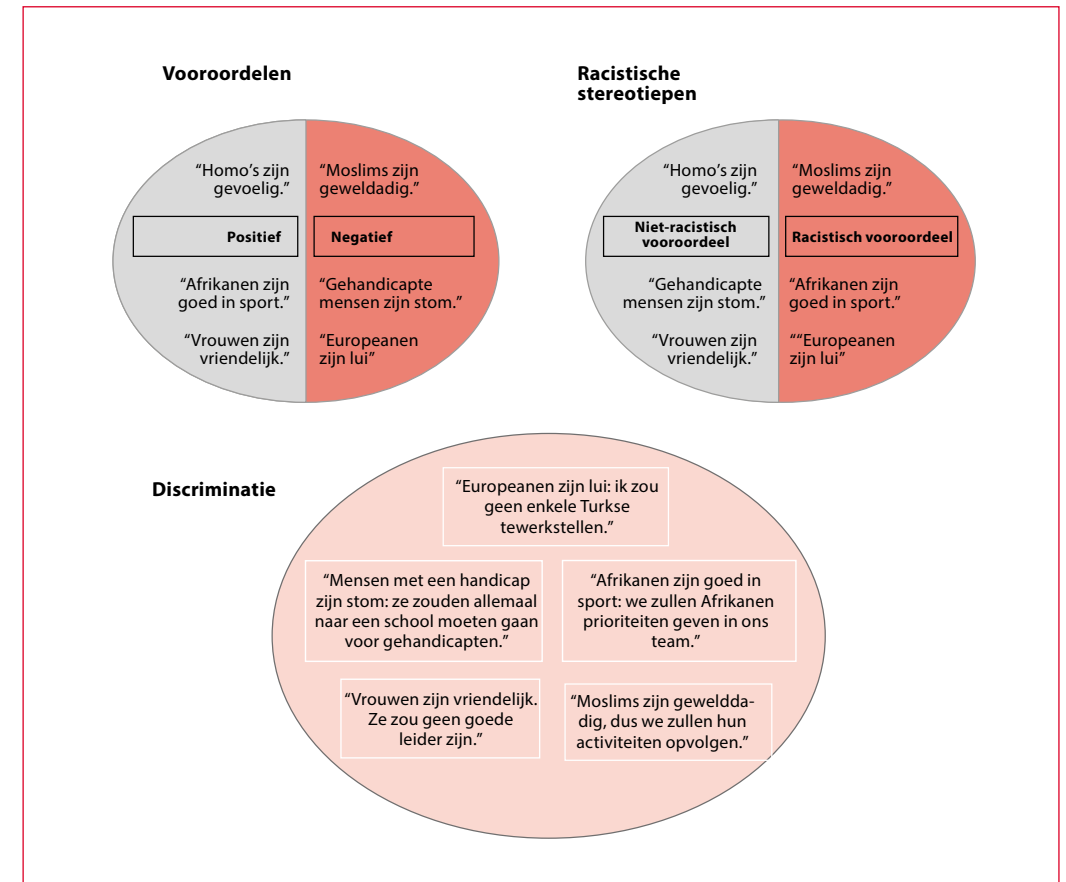 Vooroordelen
“Homo’s zijn
gevoelig.”
“Moslims zijn
geweldadig.”
Positief
Negatief
“Afrikanen zijn
goed in sport.”
“Gehandicapte
mensen zijn stom.”
“Vrouwen zijn
vriendelijk.”
“Europeanen
zijn lui”
Racistische
stereotiepen
“Homo’s zijn
gevoelig.”
“Moslims zijn
geweldadig.”
Niet-racistisch
vooroordeel
Racistisch vooroordeel
“Gehandicapte
mensen zijn stom.”
“Afrikanen zijn
goed in sport.”
“Vrouwen zijn
vriendelijk.”
““Europeanen
zijn lui”
Discriminatie
“Europeanen zijn lui: ik zou
geen enkele Turkse
tewerkstellen.”
“Mensen met een handicap
zijn stom: ze zouden allemaal
naar een school moeten gaan
voor gehandicapten.”
“Afrikanen zijn goed in
sport: we zullen Afrikanen
prioriteiten geven in ons
team.”
“Vrouwen zijn vriendelijk.
Ze zou geen goede
leider zijn.”
“Moslims zijn gewelddа-
dig, dus we zullen hun
activiteiten opvolgen.”